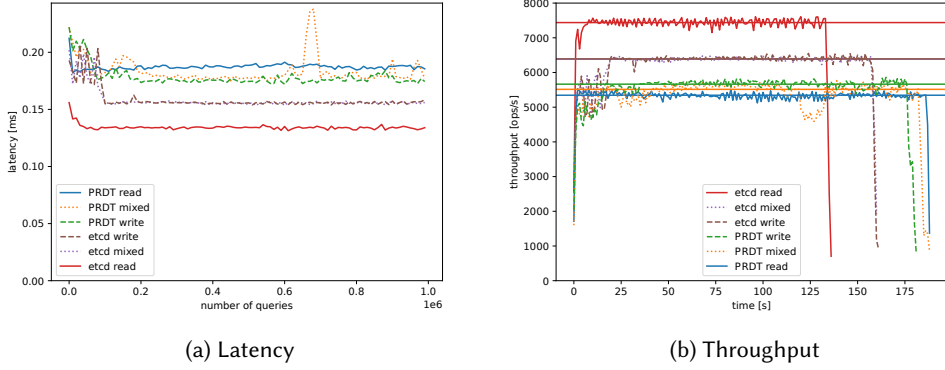 0.20
0.15
0.10
0.05
0.00
latency [ms]
PRDT read
PRDT mixed
PRDT write
etcd write
etcd mixed
etcd read
0.0 0.2 0.4 0.6 0.8 1.0
1e6
number of queries
(a) Latency
8000
7000
6000
5000
4000
3000
2000
1000
0
throughput [ops/s]
etcd read
etcd mixed
etcd write
PRDT write
PRDT mixed
PRDT read
0 25 50 75 100 125 150 175
time [s]
(b) Throughput